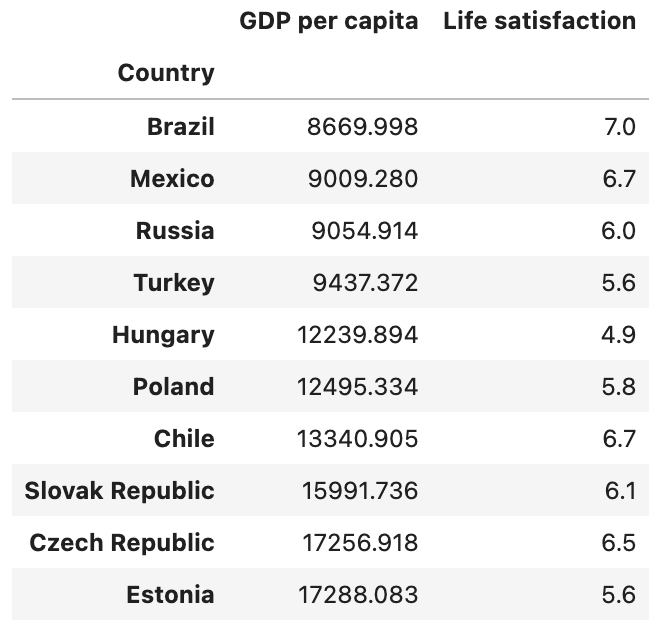 GDP per capita Life satisfaction
Country
Brazil 8669.998 7.0
Mexico 9009.280 6.7
Russia 9054.914 6.0
Turkey 9437.372 5.6
Hungary 12239.894 4.9
Poland 12495.334 5.8
Chile 13340.905 6.7
Slovak Republic 15991.736 6.1
Czech Republic 17256.918 6.5
Estonia 17288.083 5.6